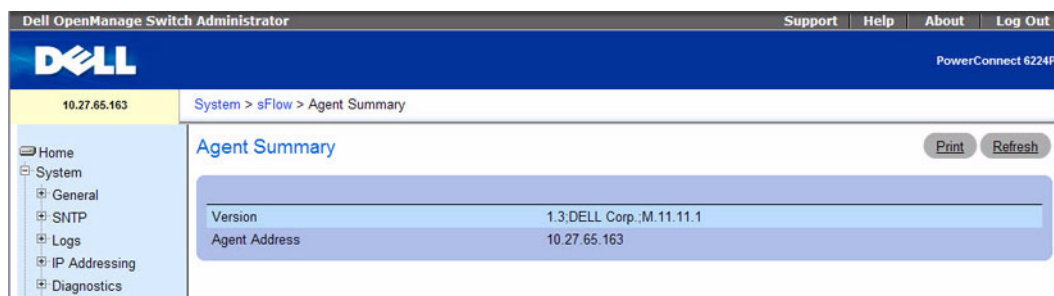 Dell OpenManage Switch Administrator
Support Help About Log Out
DELL
PowerConnect 6224P
10.27.65.163
System > sFlow > Agent Summary
Home
System
General
SNTP
Logs
IP Addressing
Diagnostics
Agent Summary
Print Refresh
Version 1.3;DELL Corp.;M.11.11.1
Agent Address 10.27.65.163